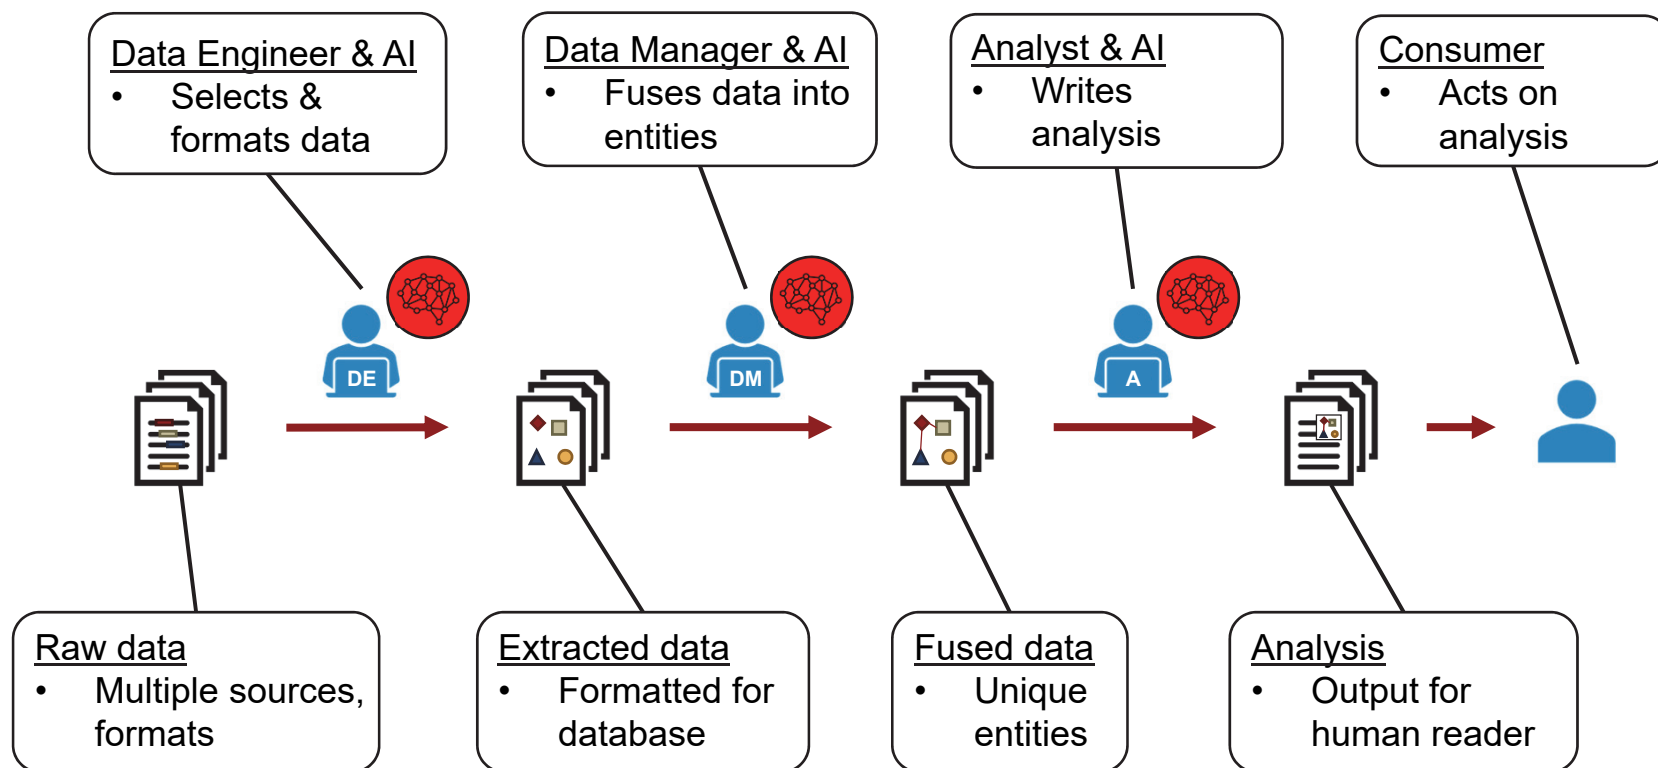 Data Engineer & AI
• Selects &
formats data
Data Manager & AI
• Fuses data into
entities
Analyst & AI
• Writes
analysis
Consumer
• Acts on
analysis
DE
DM
A
Raw data
• Multiple sources,
formats
Extracted data
• Formatted for
database
Fused data
• Unique
entities
Analysis
• Output for
human reader